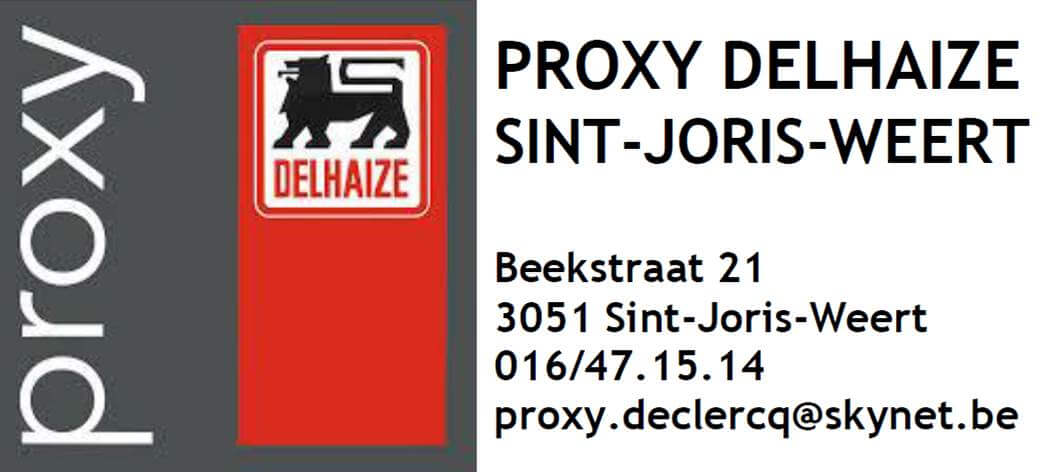 proxy
DELHAIZE
PROXY DELHAIZE
SINT-JORIS-WEERT
Beekstraat 21
3051 Sint-Joris-Weert
016/47.15.14
proxy.declercq@skynet.be